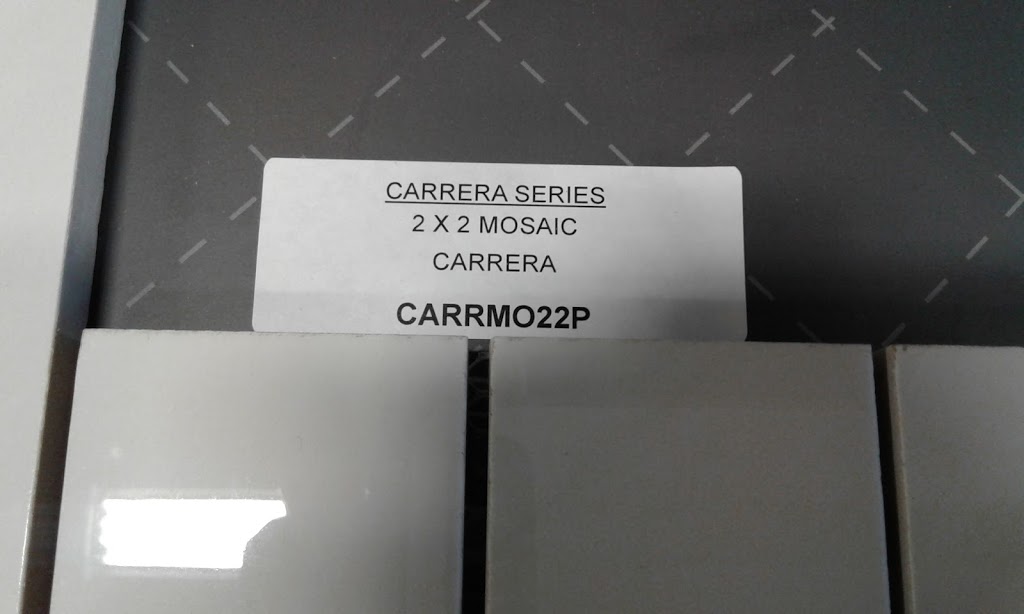 CARRERA SERIES
2 X 2 MOSAIC
CARRERA
CARRMO22P